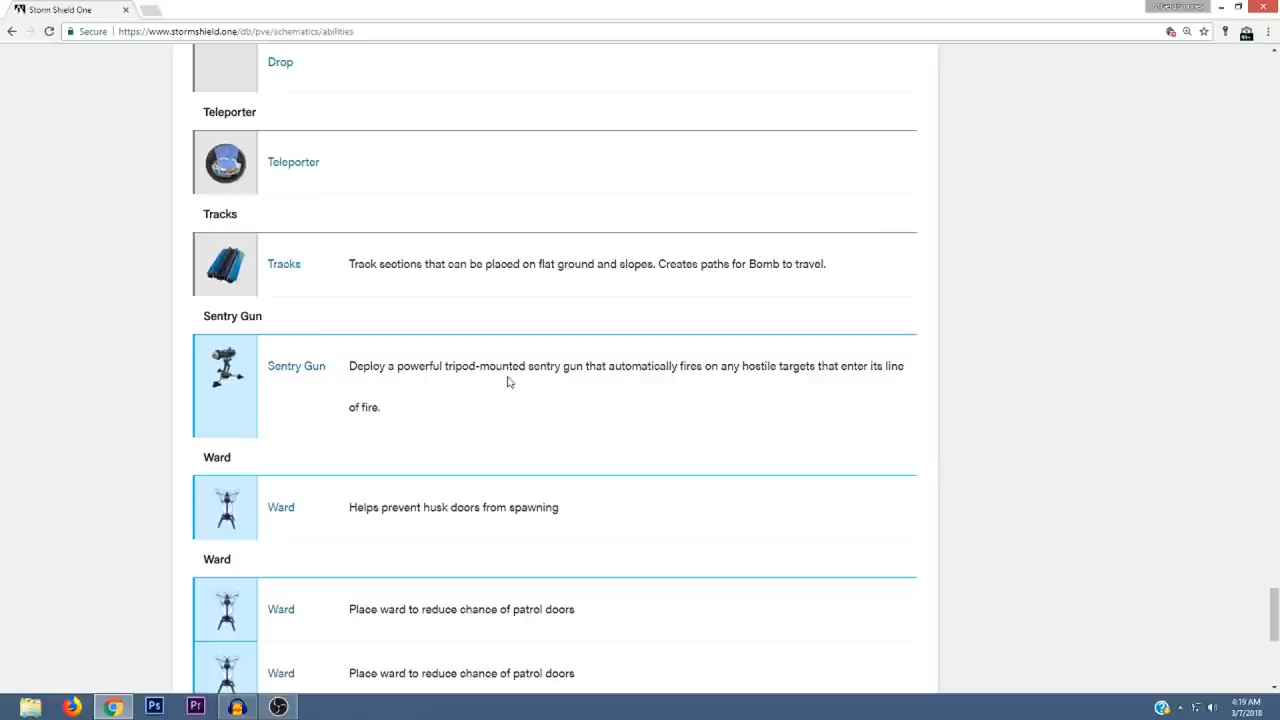 Storm Shield One
Secure
https://www.stormshield.one/db/pve/schematics/abilities
Drop
Teleporter
Teleporter
Tracks
Tracks
Track sections that can be placed on flat ground and slopes. Creates paths for Bomb to travel.
Sentry Gun
Sentry Gun
Deploy a powerful tripod-mounted sentry gun that automatically fires on any hostile targets that enter its line
of fire.
Ward
Ward
Helps prevent husk doors from spawning
Ward
Ward
Place ward to reduce chance of patrol doors
Ward
Place ward to reduce chance of patrol doors
Ps
Pr
4:19 AM
3/7/2018